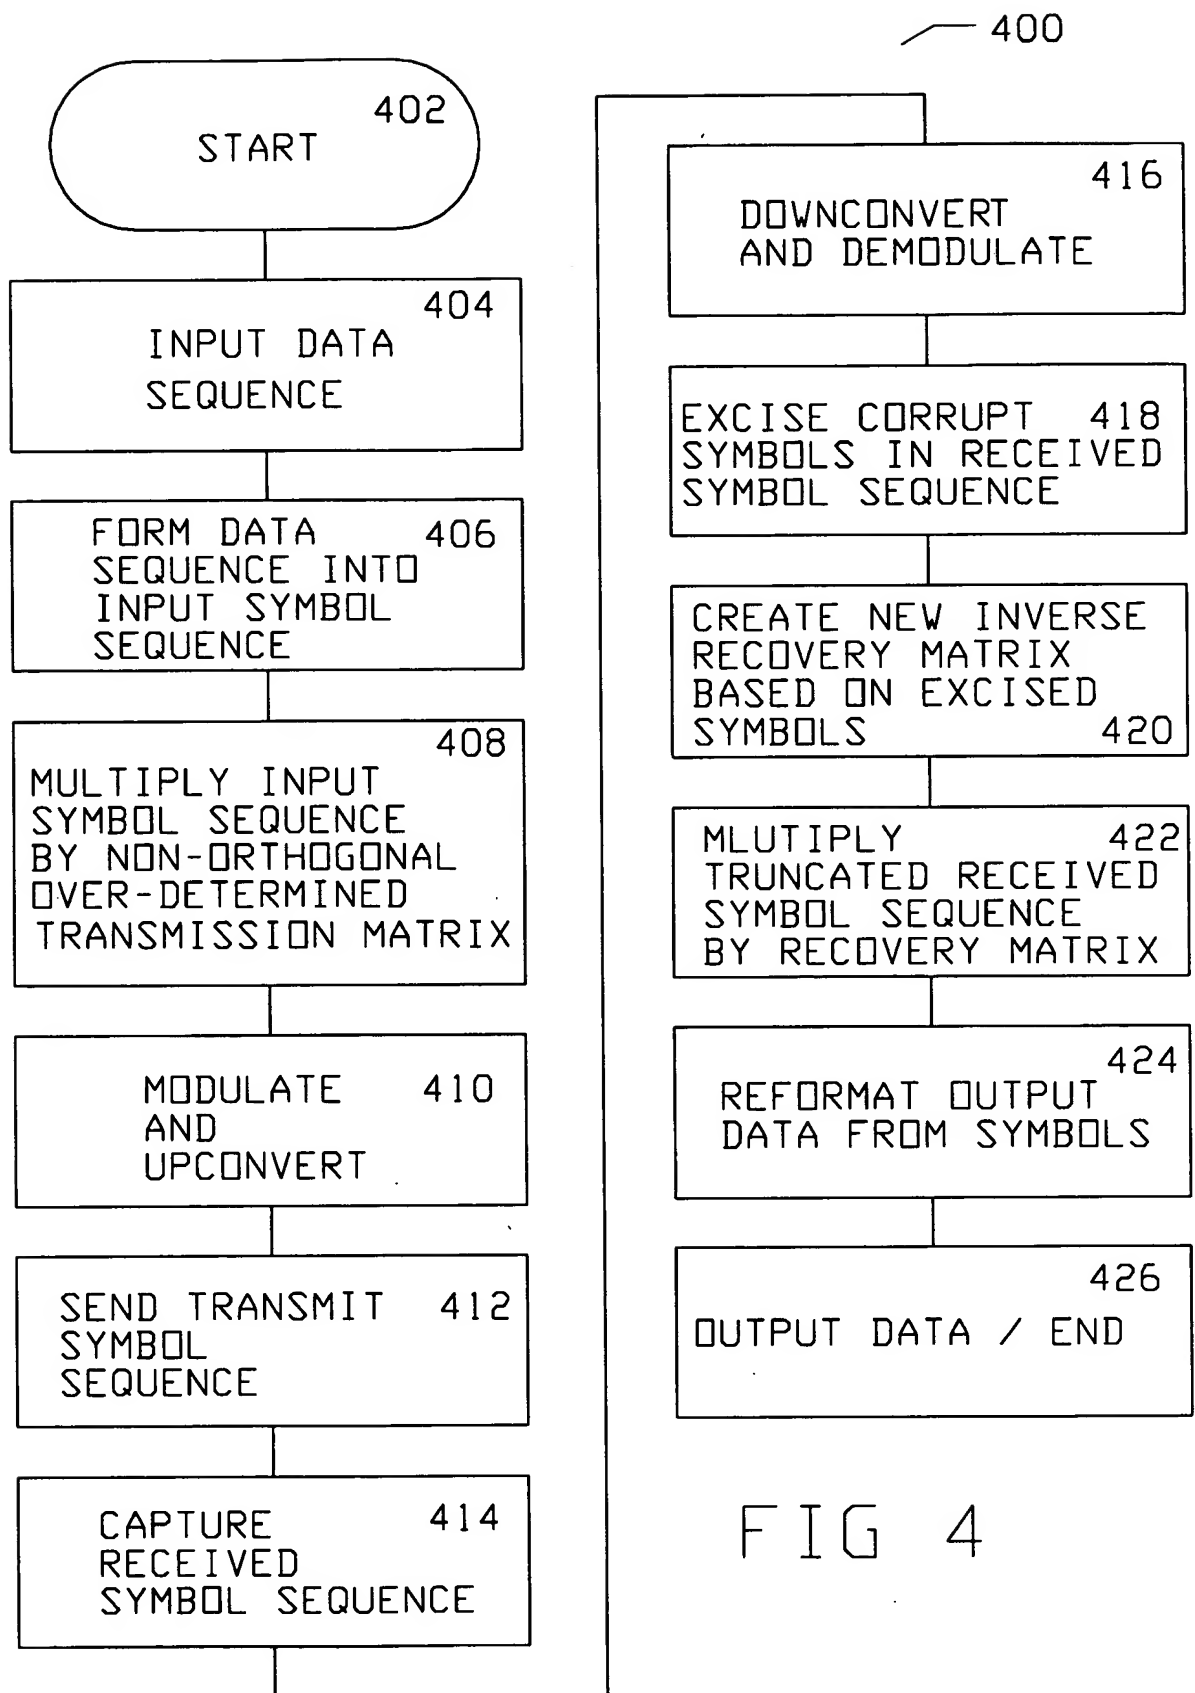 400
402
START
404
INPUT DATA
SEQUENCE
FORM DATA 406
SEQUENCE INTO
INPUT SYMBOL
SEQUENCE
408
MULTIPLY INPUT
SYMBOL SEQUENCE
BY NON-ORTHOGONAL
OVER-DETERMINED
TRANSMISSION MATRIX
MODULATE 410
AND
UPCONVERT
SEND TRANSMIT 412
SYMBOL
SEQUENCE
CAPTURE 414
RECEIVED
SYMBOL SEQUENCE
416
DOWNCONVERT
AND DEMODULATE
EXCISE CORRUPT 418
SYMBOLS IN RECEIVED
SYMBOL SEQUENCE
CREATE NEW INVERSE
RECOVERY MATRIX
BASED ON EXCISED
SYMBOLS 420
MLUTIPLY 422
TRUNCATED RECEIVED
SYMBOL SEQUENCE
BY RECOVERY MATRIX
424
REFORMAT OUTPUT
DATA FROM SYMBOLS
426
OUTPUT DATA / END
FIG 4